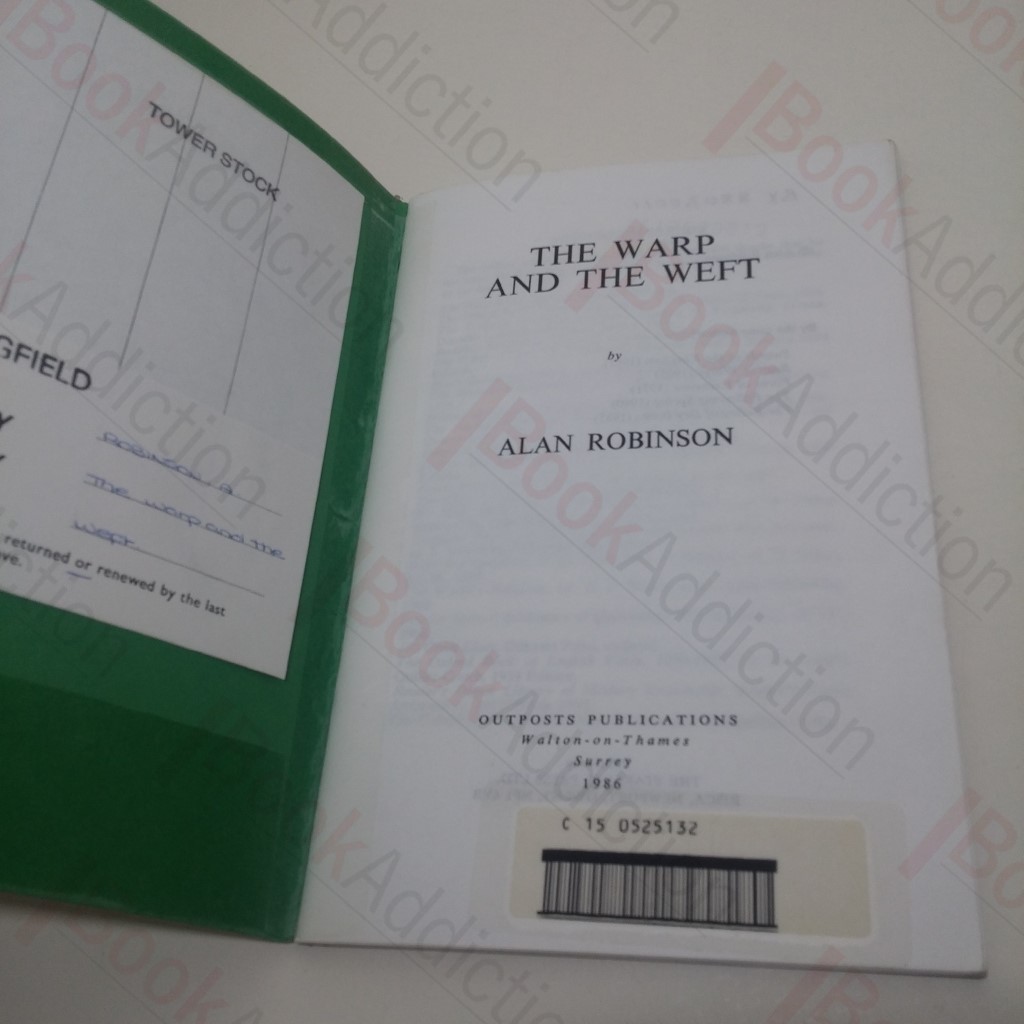 TOWER STOCK
GFIELD
Y
Y
ROBINSON, A
The warp and the
weft
returned or renewed by the last
ve.
THE WARP
AND THE WEFT
by
ALAN ROBINSON
OUTPOSTS PUBLICATIONS
Walton-on-Thames
Surrey
1986
C 15 0525132
BookAddiction